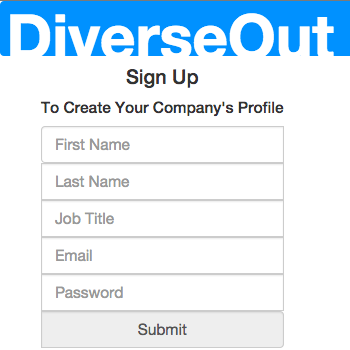 DiverseOut
Sign Up
To Create Your Company's Profile
First Name
Last Name
Job Title
Email
Password
Submit